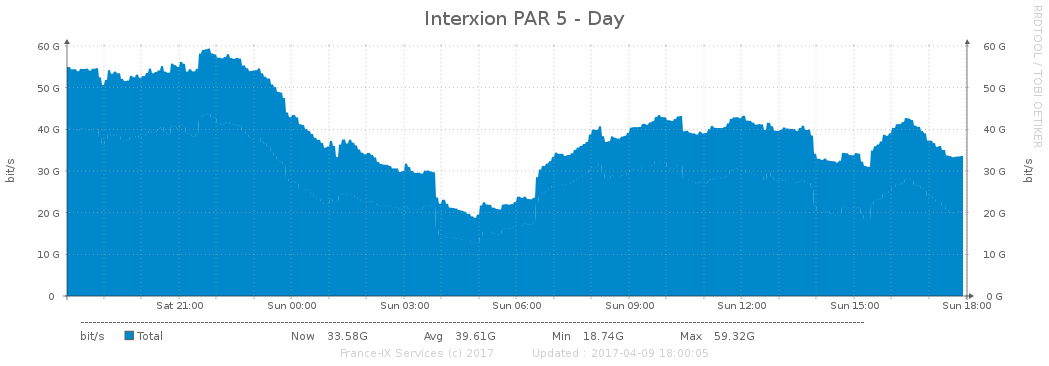 Interxion PAR 5 - Day
RRDTOOL / TOBI OETIKER
60 G 60 G
50 G 50 G
40 G 40 G
30 G 30 G
20 G 20 G
10 G 10 G
0 0 G
bit/s bit/s
Sat 21:00 Sun 00:00 Sun 03:00 Sun 06:00 Sun 09:00 Sun 12:00 Sun 15:00 Sun 18:00
bit/s Total Now 33.58G Avg 39.61G Min 18.74G Max 59.32G
France-IX Services (c) 2017 Updated : 2017-04-09 18:00:05